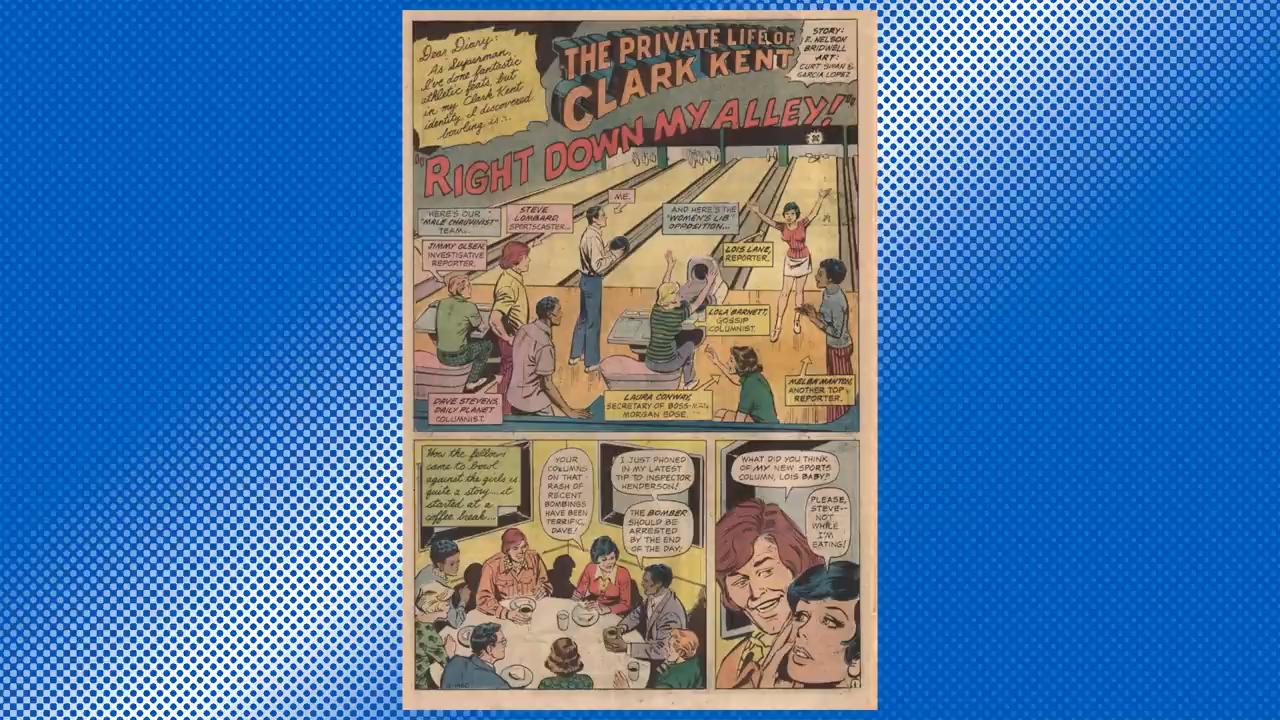 Dear Diary:
As Superman,
I've done fantastic
athletic feats, but
in my Clark Kent
identity, I discovered
bowling is...
THE PRIVATE LIFE OF
CLARK KENT
STORY:
E. NELSON
BRIDWELL
ART:
CURT SWAN &
GARCIA LOPEZ
"RIGHT DOWN MY ALLEY!"
HERE'S OUR
"MALE CHAUVINIST"
TEAM...
JIMMY OLSEN,
INVESTIGATIVE
REPORTER.
STEVE
LOMBARD,
SPORTSCASTER...
ME.
AND HERE'S THE
"WOMEN'S LIB"
OPPOSITION...
LOIS LANE,
REPORTER.
LOLA BARNETT,
GOSSIP
COLUMNIST.
DAVE STEVENS,
DAILY PLANET
COLUMNIST.
LAURA CONWAY,
SECRETARY OF BOSS-MAN
MORGAN EDGE.
MELBA MANTON,
ANOTHER TOP
REPORTER.
How the fellows
came to bowl
against the girls is
quite a story...it
started at a
coffee break...
YOUR
COLUMNS
ON THAT
RASH OF
RECENT
BOMBINGS
HAVE BEEN
TERRIFIC,
DAVE!
I JUST PHONED
IN MY LATEST
TIP TO INSPECTOR
HENDERSON!
THE BOMBER
SHOULD BE
ARRESTED
BY THE END
OF THE DAY!
WHAT DID YOU THINK
OF MY NEW SPORTS
COLUMN, LOIS BABY?
PLEASE,
STEVE--
NOT
WHILE
I'M
EATING!
1